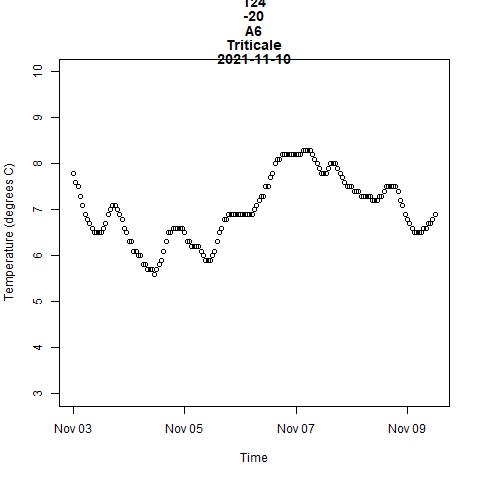 124
-20
A6
Triticale
2021-11-10
Temperature (degrees C)
10
9
8
7
6
5
4
3
Nov 03
Nov 05
Nov 07
Nov 09
Time